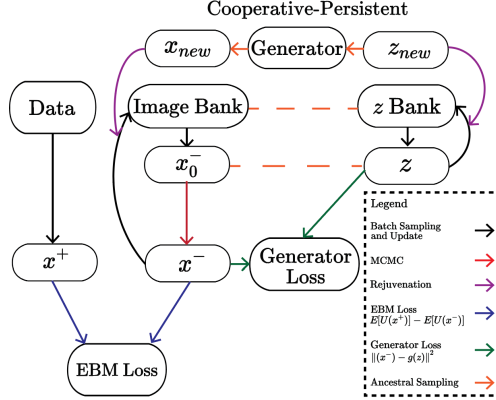 Cooperative-Persistent
x_new
Generator
z_new
Data
Image Bank
z Bank
x_0^-
z
x^+
x^-
Generator
Loss
EBM Loss
Legend
Batch Sampling
and Update
MCMC
Rejuvenation
EBM Loss
E[U(x^+)] − E[U(x^-)]
Generator Loss
∥(x^-) − g(z)∥^2
Ancestral Sampling